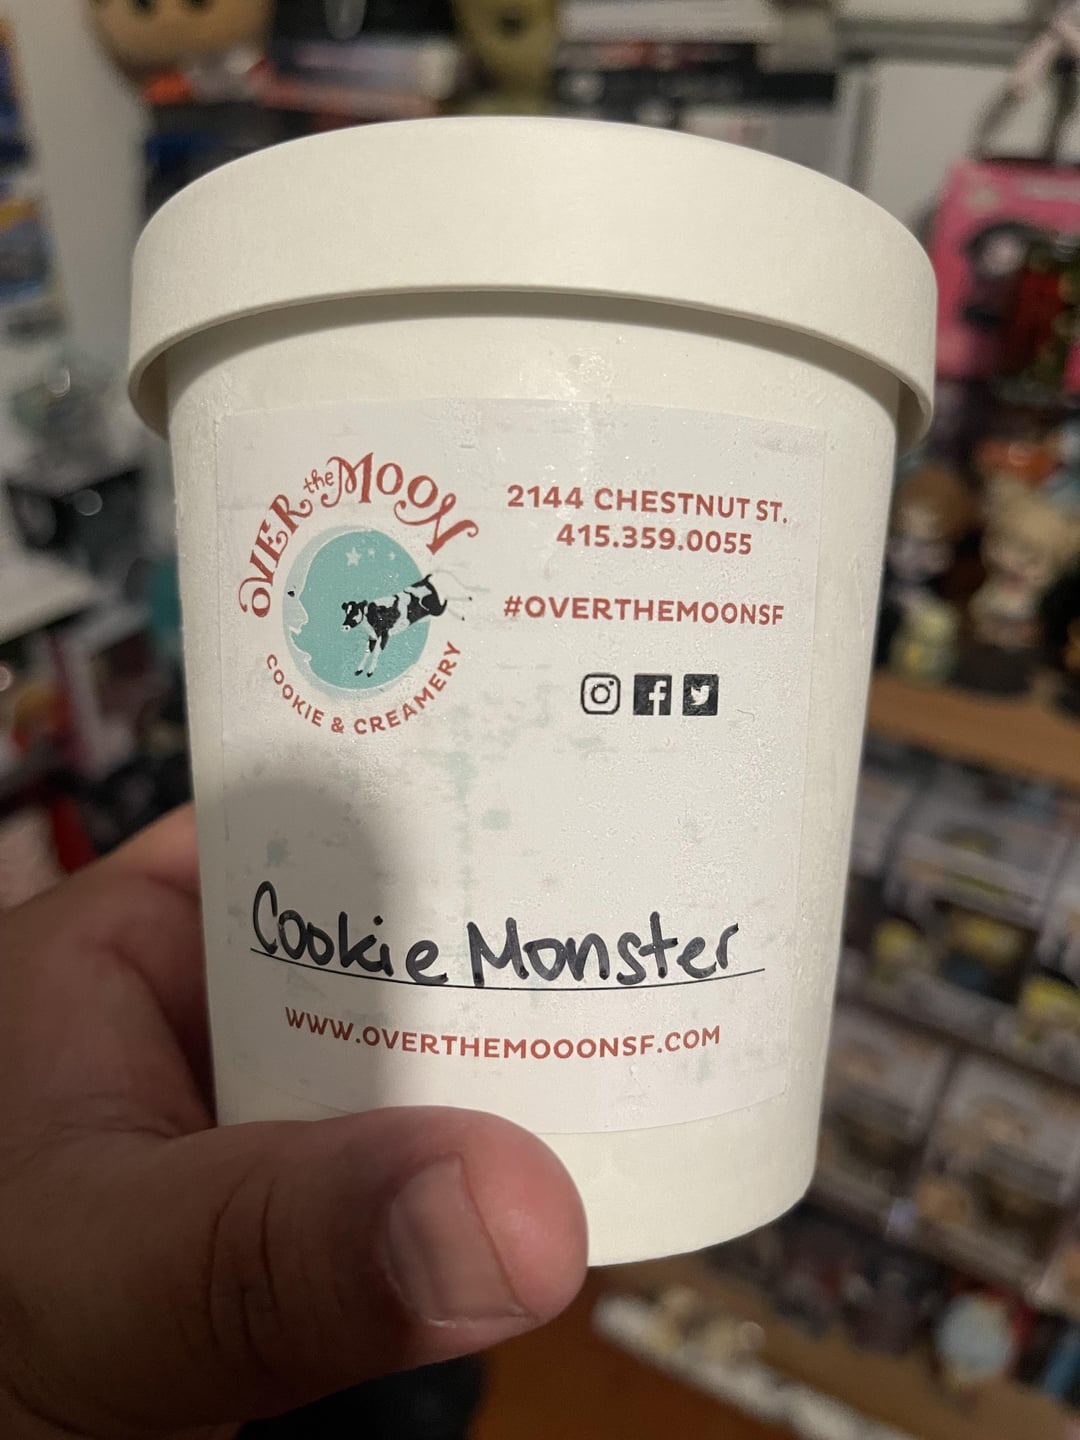 OVER the MOON
COOKIE & CREAMERY
2144 CHESTNUT ST.
415.359.0055
#OVERTHEMOONSF
Cookie Monster
WWW.OVERTHEMOOONSF.COM